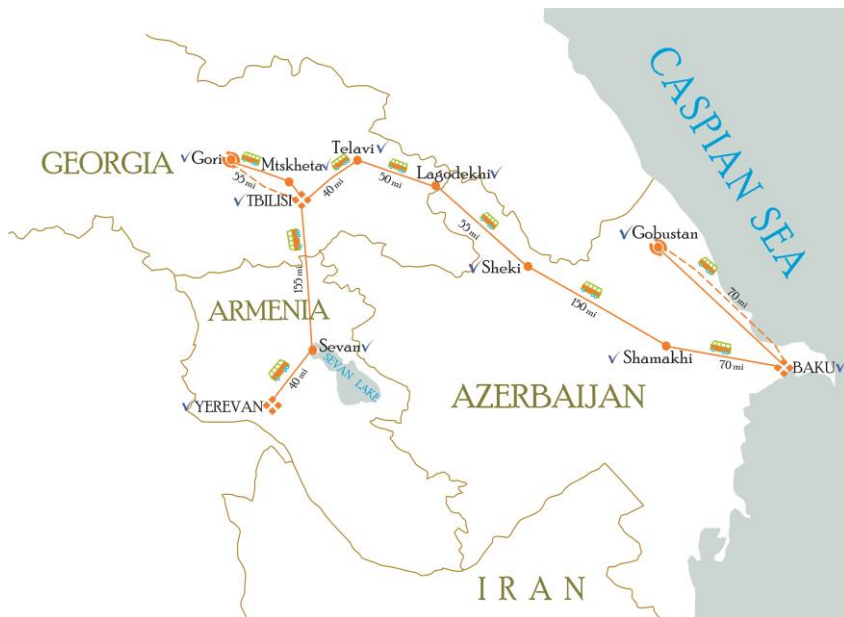 CASPIAN SEA
GEORGIA
Gori
Mtskheta
Telavi
Lagodekhi
55 mi
40 mi
50 mi
TBILISI
55 mi
Gobustan
Sheki
70 mi
155 mi
150 mi
ARMENIA
Sevan
SEVAN LAKE
40 mi
YEREVAN
Shamakhi
70 mi
BAKU
AZERBAIJAN
IRAN